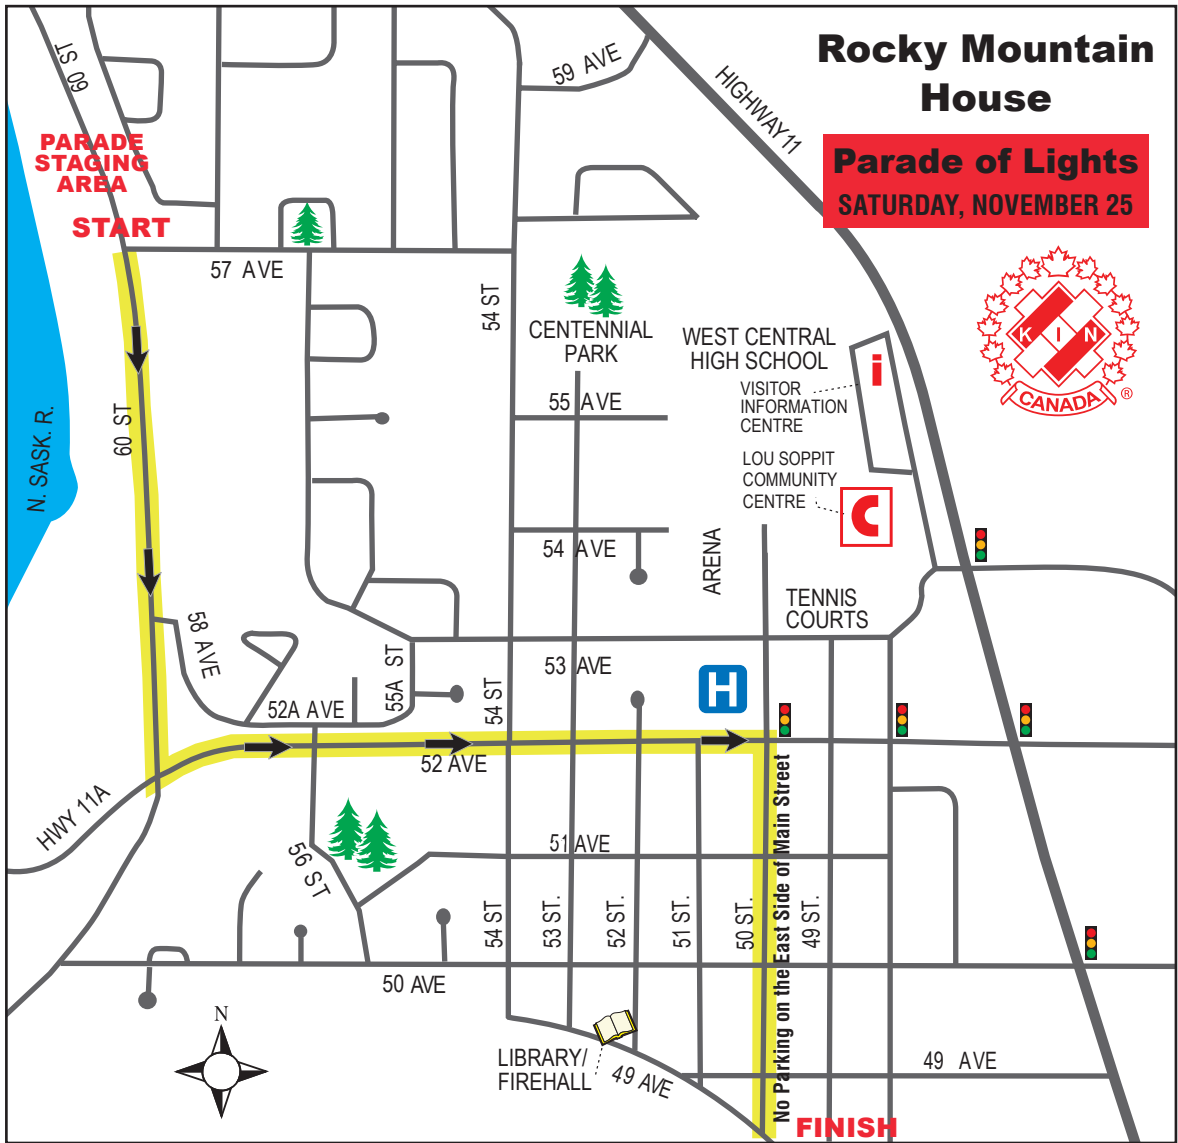 Rocky Mountain
House
Parade of Lights
SATURDAY, NOVEMBER 25
60 ST
PARADE
STAGING
AREA
START
59 AVE
HIGHWAY 11
57 AVE
54 ST
CENTENNIAL
PARK
WEST CENTRAL
HIGH SCHOOL
i
VISITOR
INFORMATION
CENTRE
K I N
CANADA
®
55 AVE
60 ST
N. SASK. R.
LOU SOPPIT
COMMUNITY
CENTRE
C
54 AVE
ARENA
TENNIS
COURTS
58 AVE
55A ST
53 AVE
H
54 ST
52A AVE
52 AVE
HWY 11A
No Parking on the East Side of Main Street
51 AVE
56 ST
54 ST
53 ST.
52 ST.
51 ST.
50 ST.
49 ST.
50 AVE
N
LIBRARY/
FIREHALL
49 AVE
49 AVE
FINISH